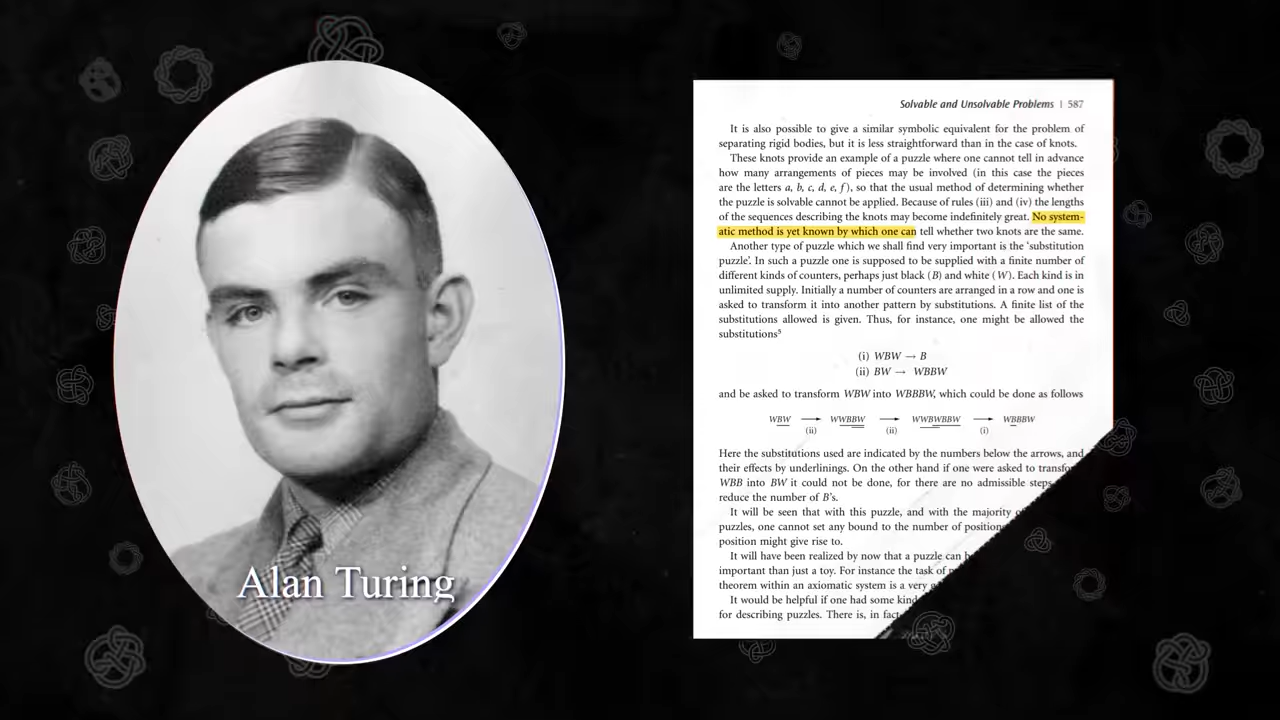 Alan Turing
Solvable and Unsolvable Problems | 587
It is also possible to give a similar symbolic equivalent for the problem of
separating rigid bodies, but it is less straightforward than in the case of knots.
These knots provide an example of a puzzle where one cannot tell in advance
how many arrangements of pieces may be involved (in this case the pieces
are the letters a, b, c, d, e, f), so that the usual method of determining whether
the puzzle is solvable cannot be applied. Because of rules (iii) and (iv) the lengths
of the sequences describing the knots may become indefinitely great. No system-
atic method is yet known by which one can tell whether two knots are the same.
Another type of puzzle which we shall find very important is the ‘substitution
puzzle’. In such a puzzle one is supposed to be supplied with a finite number of
different kinds of counters, perhaps just black (B) and white (W). Each kind is in
unlimited supply. Initially a number of counters are arranged in a row and one is
asked to transform it into another pattern by substitutions. A finite list of the
substitutions allowed is given. Thus, for instance, one might be allowed the
substitutions⁵
(i) WBW → B
(ii) BW → WBBW
and be asked to transform WBW into WBBBW, which could be done as follows
WBW → WWBBW → WWBWBBW → WBBBW
(ii) (ii) (i)
Here the substitutions used are indicated by the numbers below the arrows, and
their effects by underlinings. On the other hand if one were asked to transfor
WBB into BW it could not be done, for there are no admissible steps
reduce the number of B's.
It will be seen that with this puzzle, and with the majority o
puzzles, one cannot set any bound to the number of position
position might give rise to.
It will have been realized by now that a puzzle can b
important than just a toy. For instance the task of p
theorem within an axiomatic system is a very g
It would be helpful if one had some kind
for describing puzzles. There is, in fact